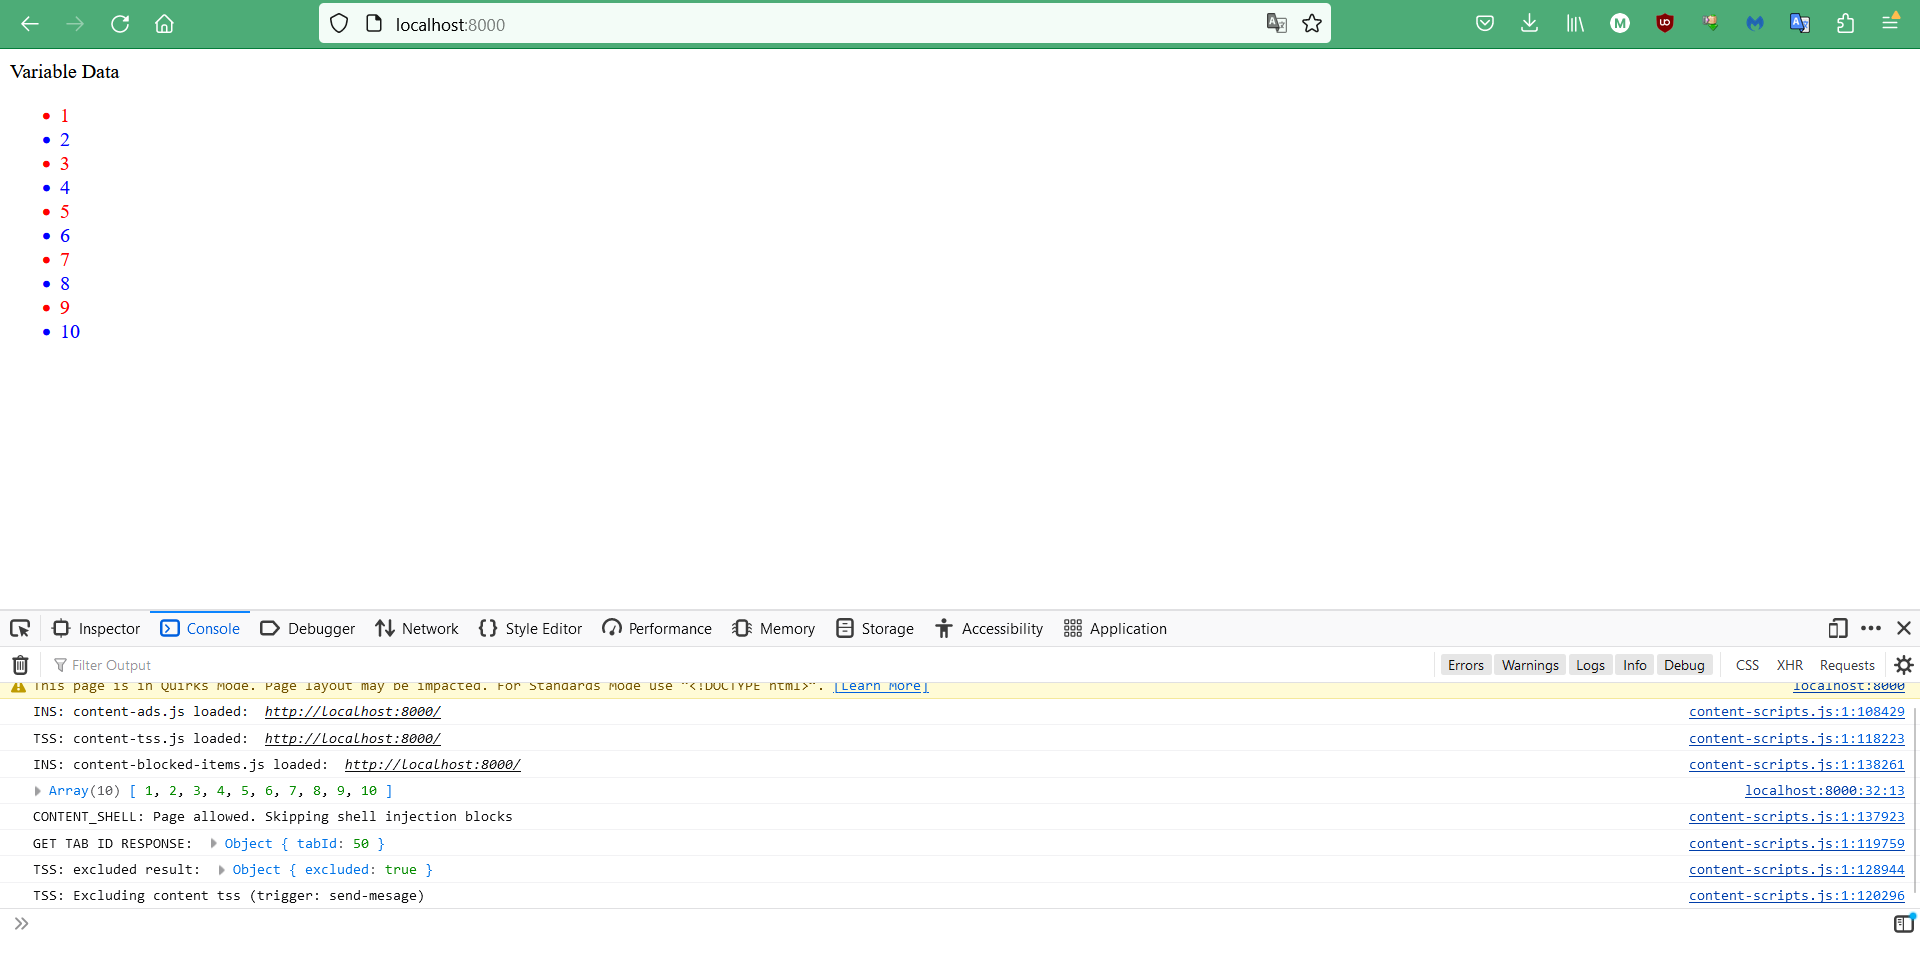 localhost:8000
Variable Data
1
2
3
4
5
6
7
8
9
10
Inspector Console Debugger Network Style Editor Performance Memory Storage Accessibility Application
Filter Output Errors Warnings Logs Info Debug CSS XHR Requests
This page is in Quirks Mode. Page layout may be impacted. For Standards Mode use "<!DOCTYPE html>". [Learn More] localhost:8000
INS: content-ads.js loaded: http://localhost:8000/ content-scripts.js:1:108429
TSS: content-tss.js loaded: http://localhost:8000/ content-scripts.js:1:118223
INS: content-blocked-items.js loaded: http://localhost:8000/ content-scripts.js:1:138261
Array(10) [ 1, 2, 3, 4, 5, 6, 7, 8, 9, 10 ] localhost:8000:32:13
CONTENT_SHELL: Page allowed. Skipping shell injection blocks content-scripts.js:1:137923
GET TAB ID RESPONSE: Object { tabId: 50 } content-scripts.js:1:119759
TSS: excluded result: Object { excluded: true } content-scripts.js:1:128944
TSS: Excluding content tss (trigger: send-mesage) content-scripts.js:1:120296